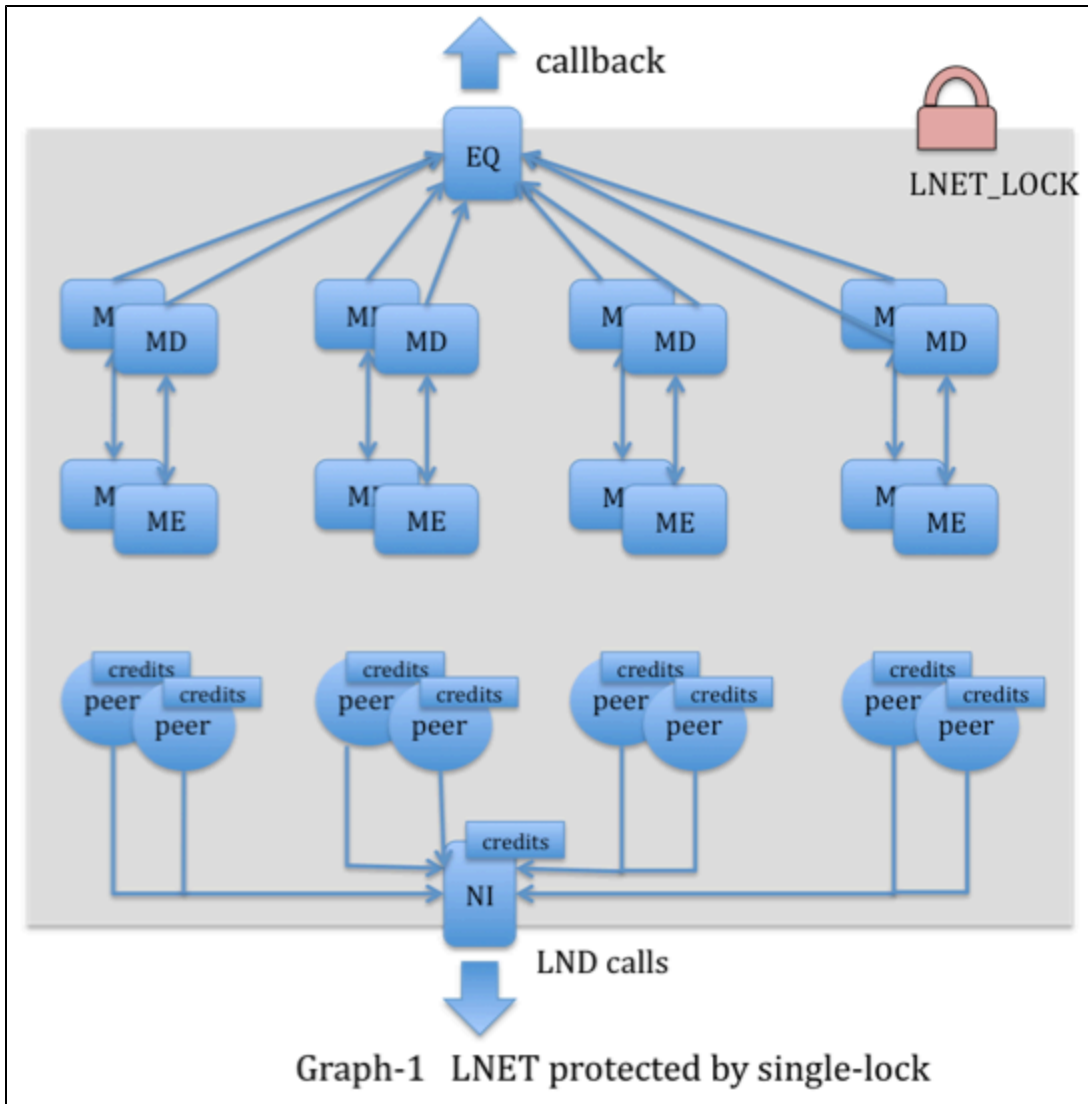 callback
EQ
LNET_LOCK
M MD M MD M MD M MD
M ME M ME M ME M ME
credits credits credits credits
peer credits peer credits peer credits peer credits
peer peer peer peer
credits
NI
LND calls
Graph-1 LNET protected by single-lock